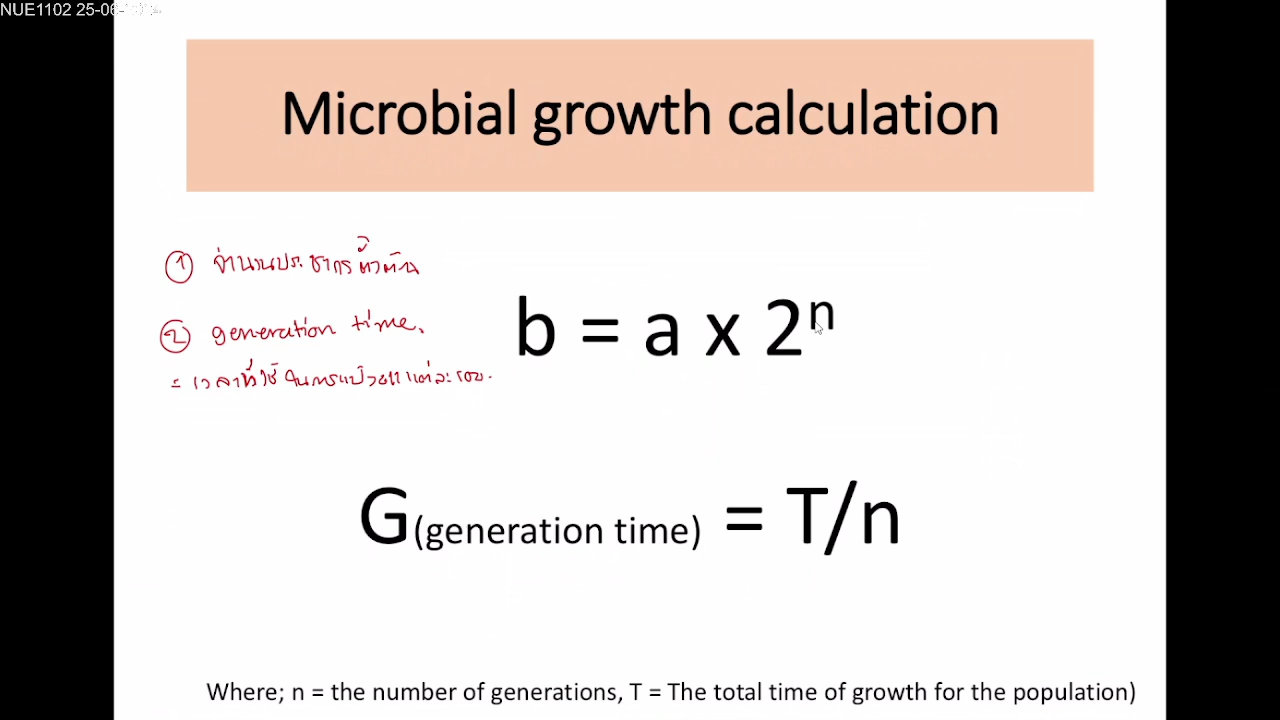 NUE1102 25-06-
Microbial growth calculation
① จำนวนประชากรตั้งต้น
② generation time.
= เวลาที่ใช้ในการแบ่งตัวแต่ละรอบ.
b = a x 2ⁿ
G(generation time) = T/n
Where; n = the number of generations, T = The total time of growth for the population)